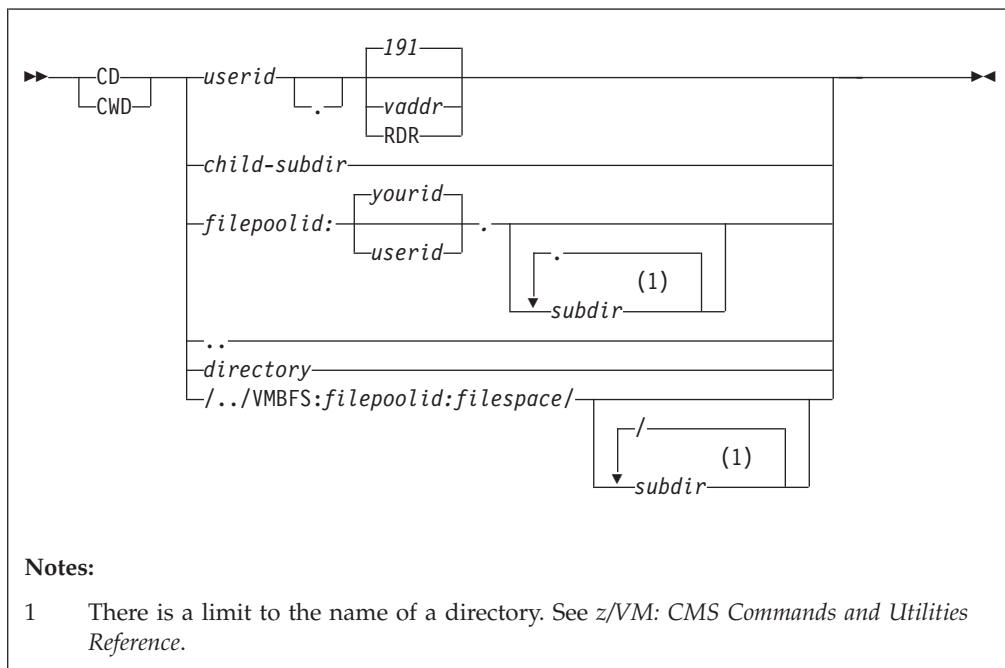 191
CD userid
CWD . vaddr
RDR
child-subdir
yourid
filepoolid: .
userid .
(1)
subdir
..
directory
/../VMBFS:filepoolid:filespace/
/
(1)
subdir
Notes:
1 There is a limit to the name of a directory. See z/VM: CMS Commands and Utilities
Reference.